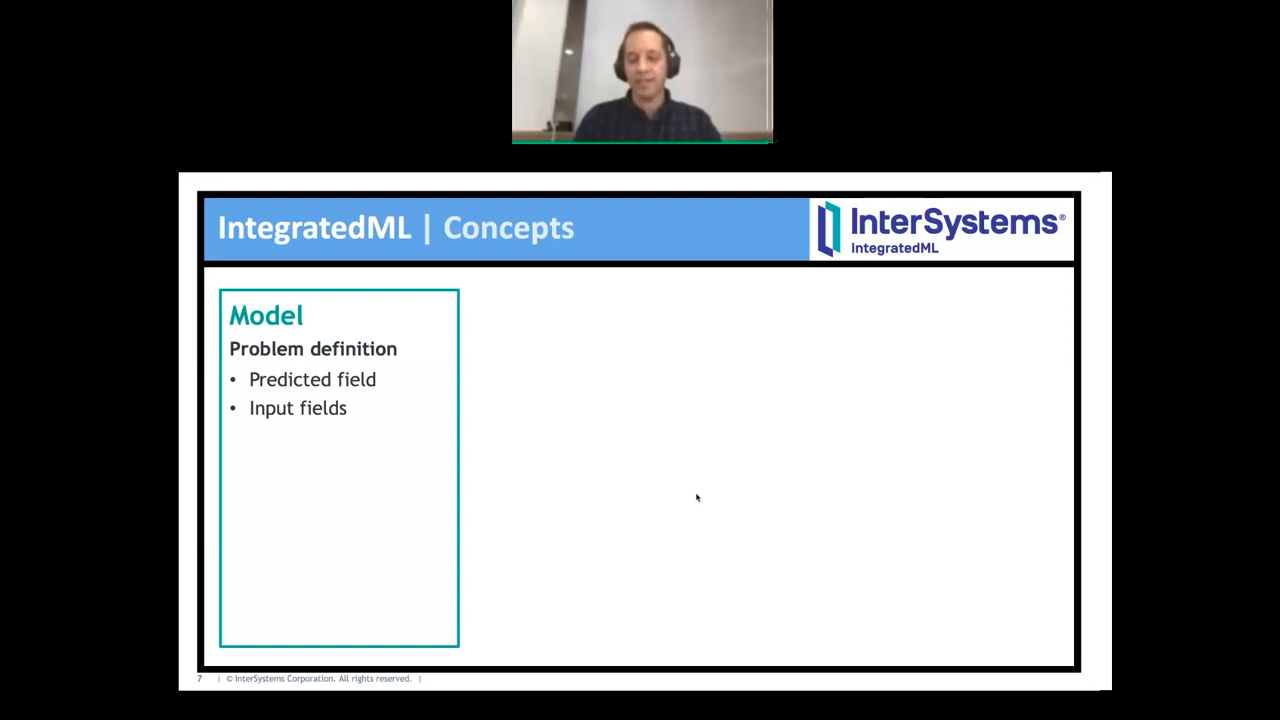 IntegratedML | Concepts
InterSystems®
IntegratedML
Model
Problem definition
• Predicted field
• Input fields
7 | © InterSystems Corporation. All rights reserved. |